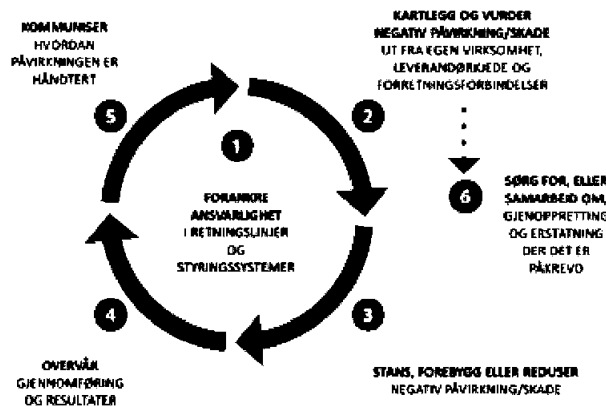 KOMMUNISER
HVORDAN
PÅVIRKNINGEN ER
HÅNDTERT
KARTLEGG OG VURDER
NEGATIV PÅVIRKNING/SKADE
UT FRA EGEN VIRKSOMHET,
LEVERANDØRKJEDE OG
FORRETNINGSFORBINDELSER
5
2
1
FORANKRE
ANSVARLIGHET
I RETNINGSLINJER
OG
STYRINGSSYSTEMER
6
SØRG FOR, ELLER
SAMARBEID OM,
GJENOPPRETTING
OG ERSTATNING
DER DET ER
PÅKREVD
4
3
OVERVÅK
GJENNOMFØRING
OG RESULTATER
STANS, FOREBYGG ELLER REDUSER
NEGATIV PÅVIRKNING/SKADE